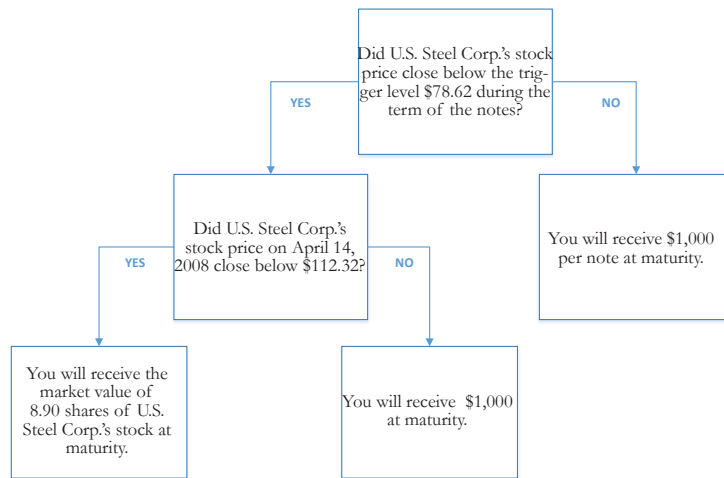 Did U.S. Steel Corp.'s stock
price close below the trig-
ger level $78.62 during the
term of the notes?
YES
NO
Did U.S. Steel Corp.'s
stock price on April 14,
2008 close below $112.32?
You will receive $1,000
per note at maturity.
YES
NO
You will receive the
market value of
8.90 shares of U.S.
Steel Corp.'s stock at
maturity.
You will receive $1,000
at maturity.